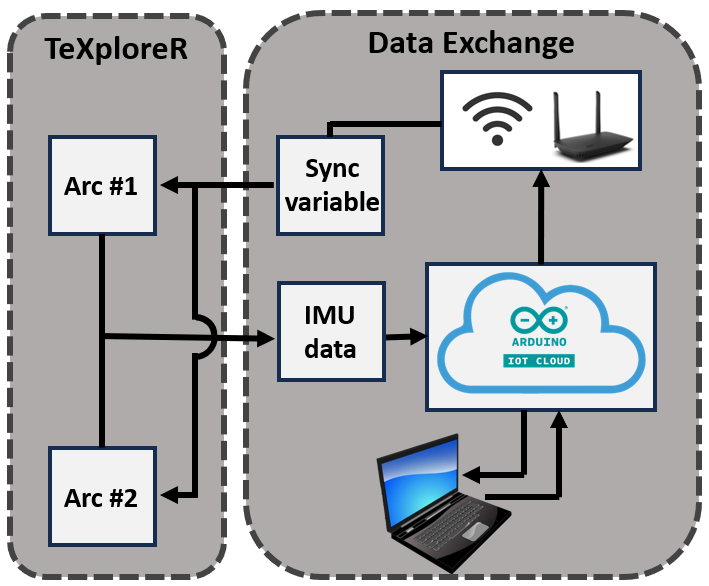 TeXploreR
Data Exchange
Arc #1
Sync
variable
IMU
data
ARDUINO
IOT CLOUD
Arc #2